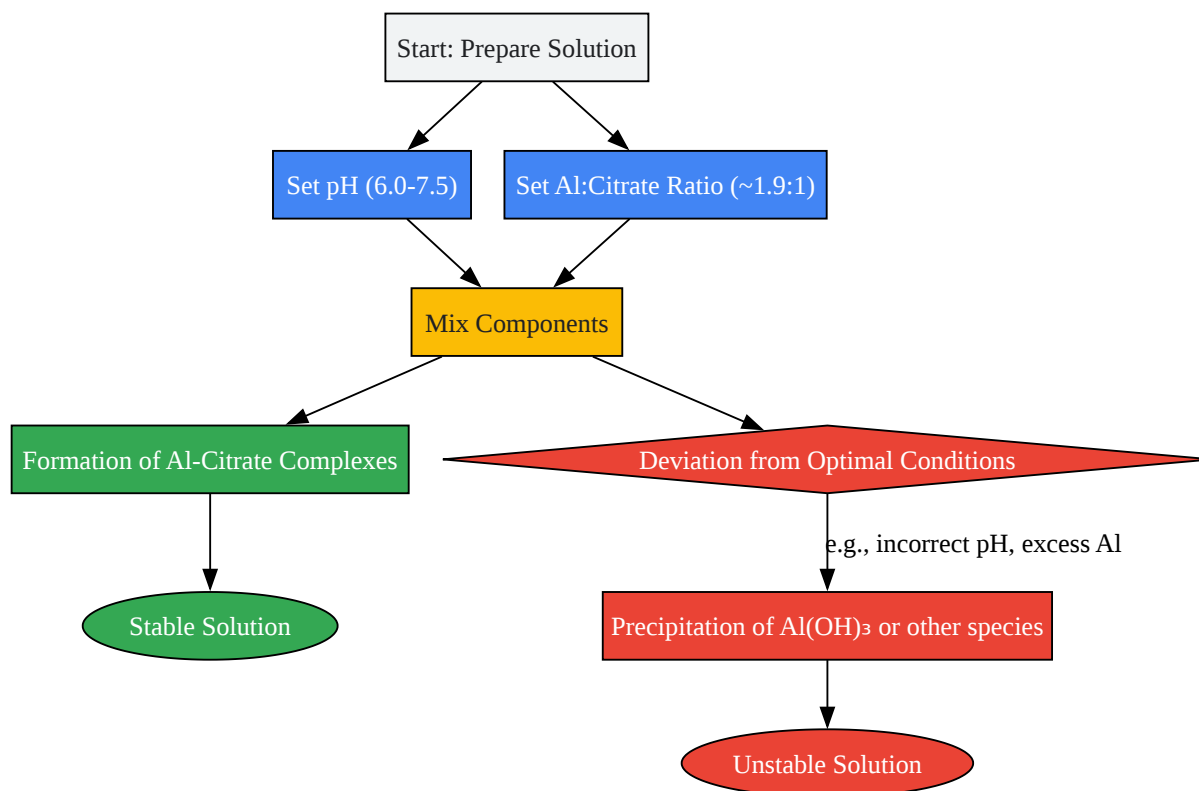 Start: Prepare Solution
Set pH (6.0-7.5)
Set Al:Citrate Ratio (~1.9:1)
Mix Components
Formation of Al-Citrate Complexes
Deviation from Optimal Conditions
e.g., incorrect pH, excess Al
Stable Solution
Precipitation of Al(OH)₃ or other species
Unstable Solution